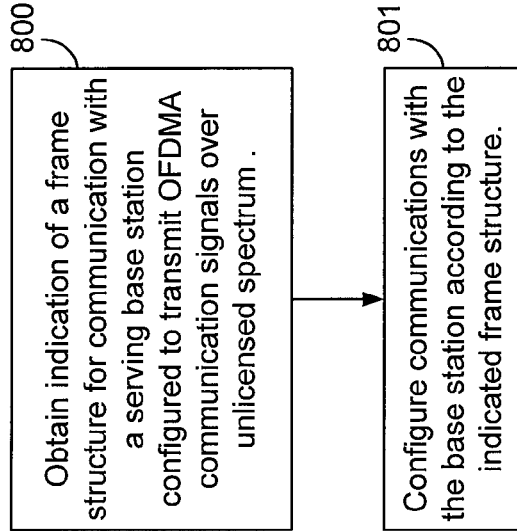 800
Obtain indication of a frame
structure for communication with
a serving base station
configured to transmit OFDMA
communication signals over
unlicensed spectrum .
801
Configure communications with
the base station according to the
indicated frame structure.